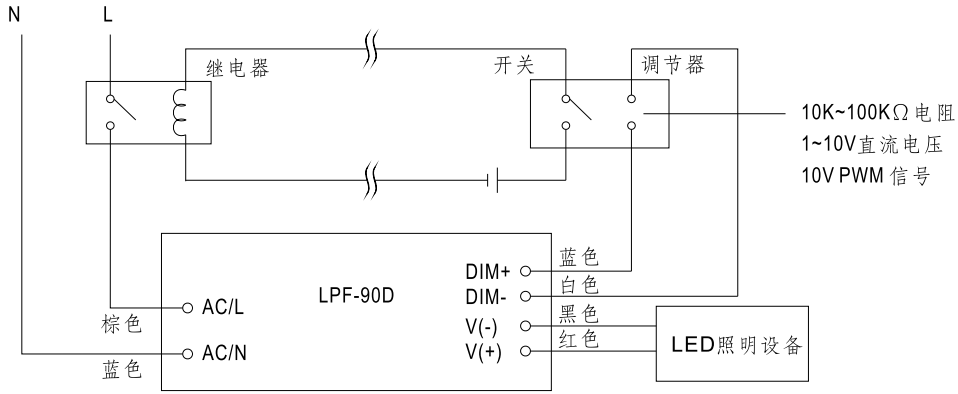 N
L
继电器
开关
调节器
10K~100KΩ电阻
1~10V直流电压
10V PWM 信号
LPF-90D
DIM+
蓝色
DIM-
白色
V(-)
黑色
V(+)
红色
AC/L
棕色
AC/N
蓝色
LED照明设备